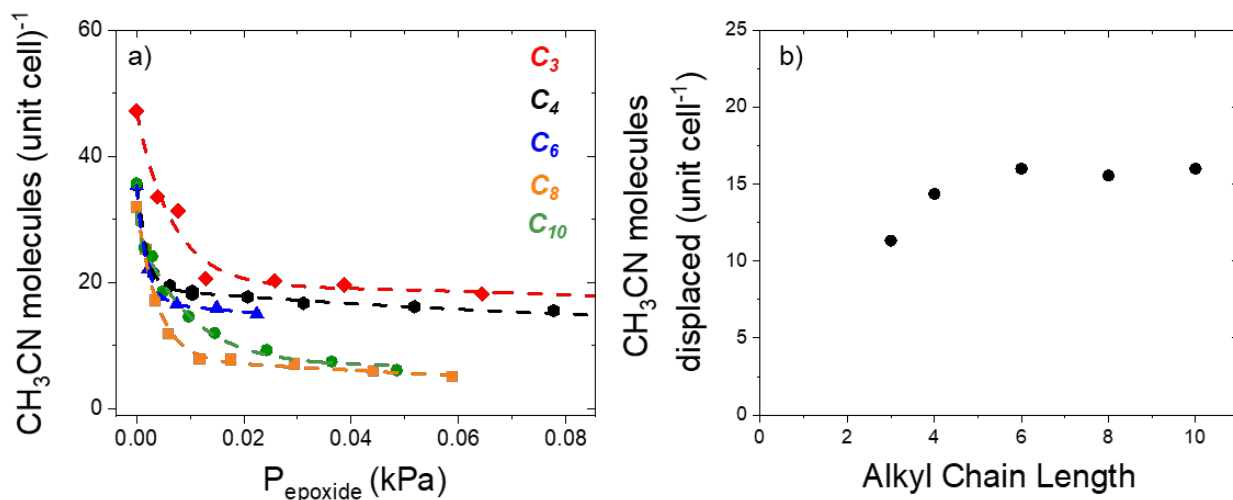 CH₃CN molecules (unit cell)⁻¹
60
40
20
0
a)
C₃
C₄
C₆
C₈
C₁₀
0.00 0.02 0.04 0.06 0.08
P_epoxide (kPa)
CH₃CN molecules
displaced (unit cell⁻¹)
25
20
15
10
5
0
b)
0 2 4 6 8 10
Alkyl Chain Length